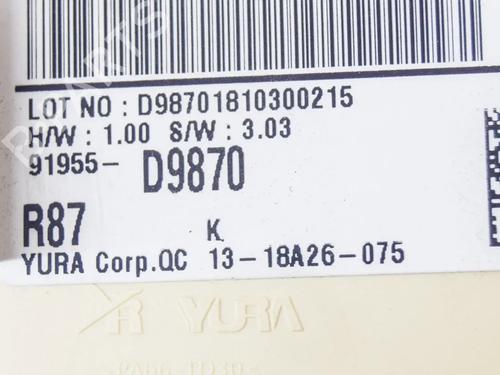 LOT NO : D98701810300215
H/W : 1.00 S/W : 3.03
91955- D9870
R87 K
YURA Corp.QC 13-18A26-075
YURA